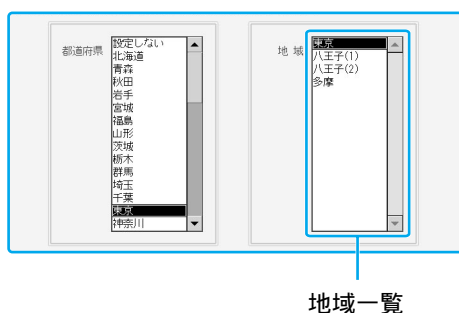 都道府県
設定しない
北海道
青森
秋田
岩手
宮城
福島
山形
茨城
栃木
群馬
埼玉
千葉
東京
神奈川
地域
東京
八王子(1)
八王子(2)
多摩
地域一覧